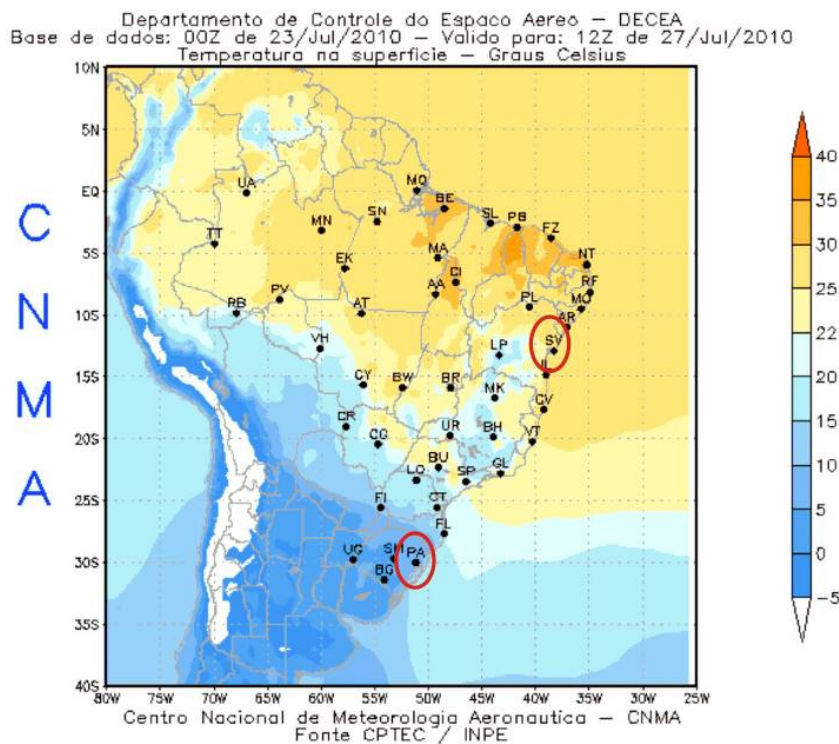 Departamento de Controle do Espaco Aereo – DECEA
Base de dados: 00Z de 23/Jul/2010 – Valido para: 12Z de 27/Jul/2010
Temperatura na superficie – Graus Celsius
10N
5N
EQ
5S
10S
15S
20S
25S
30S
35S
40S
80W 75W 70W 65W 60W 55W 50W 45W 40W 35W 30W 25W
C
N
M
A
UA
MQ
BE
SL
PB
FZ
TT
MN
SN
MA
EK
CI
AA
NT
RF
PV
RB
AT
PL
MO
AR
VH
LP
SV
IL
CY
BW
BR
MK
CV
CR
CG
UR
BH
VT
BU
LO
SP
GL
FI
CT
FL
UG
SM
PA
BG
40
35
30
25
22
20
15
10
5
0
−5
Centro Nacional de Meteorologia Aeronautica – CNMA
Fonte CPTEC / INPE